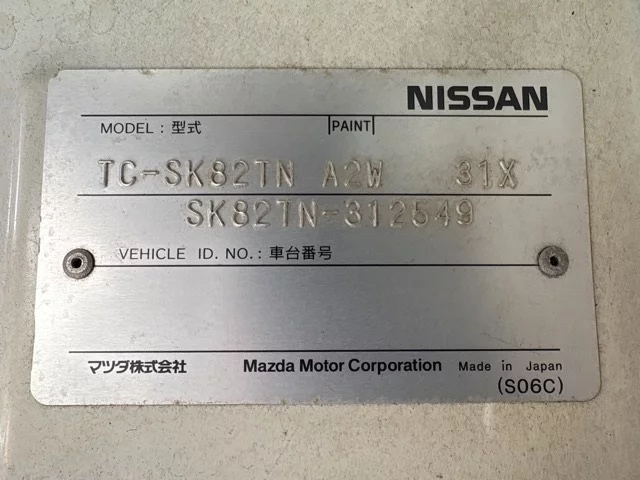 NISSAN
MODEL : 型式 PAINT
TC-SK82TN A2W 31X
SK82TN-312549
VEHICLE ID. NO. : 車台番号
マツダ株式会社 Mazda Motor Corporation Made in Japan
(S06C)